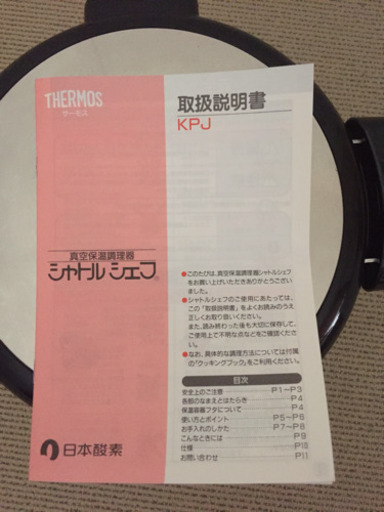 THERMOS
サーモス
取扱説明書
KPJ
真空保温調理器
シャトルシェフ®
●このたびは、真空保温調理器シャトルシェフ
をお買い上げいただきありがとうござい
ました。
●シャトルシェフのご使用にあたっては、
この「取扱説明書」をよくお読みのうえ
正しくお取り扱いください。
また、読み終わった後も大切に保存して、
ご使用上で不明な点などをご確認くださ
い。
●なお、具体的な調理方法については付属
の「クッキングブック」をご覧ください。
目次
安全上のご注意 P1〜P3
各部のなまえとはたらき P4
保温容器フタについて P4
使い方とポイント P5〜P6
お手入れのしかた P7〜P8
こんなときには P9
仕様 P10
お問い合わせ P11
日本酸素